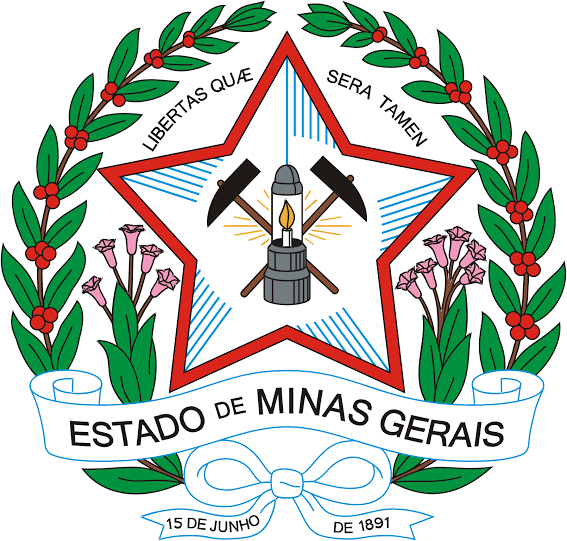 LIBERTAS QUÆ SERA TAMEN
ESTADO DE MINAS GERAIS
15 DE JUNHO DE 1891